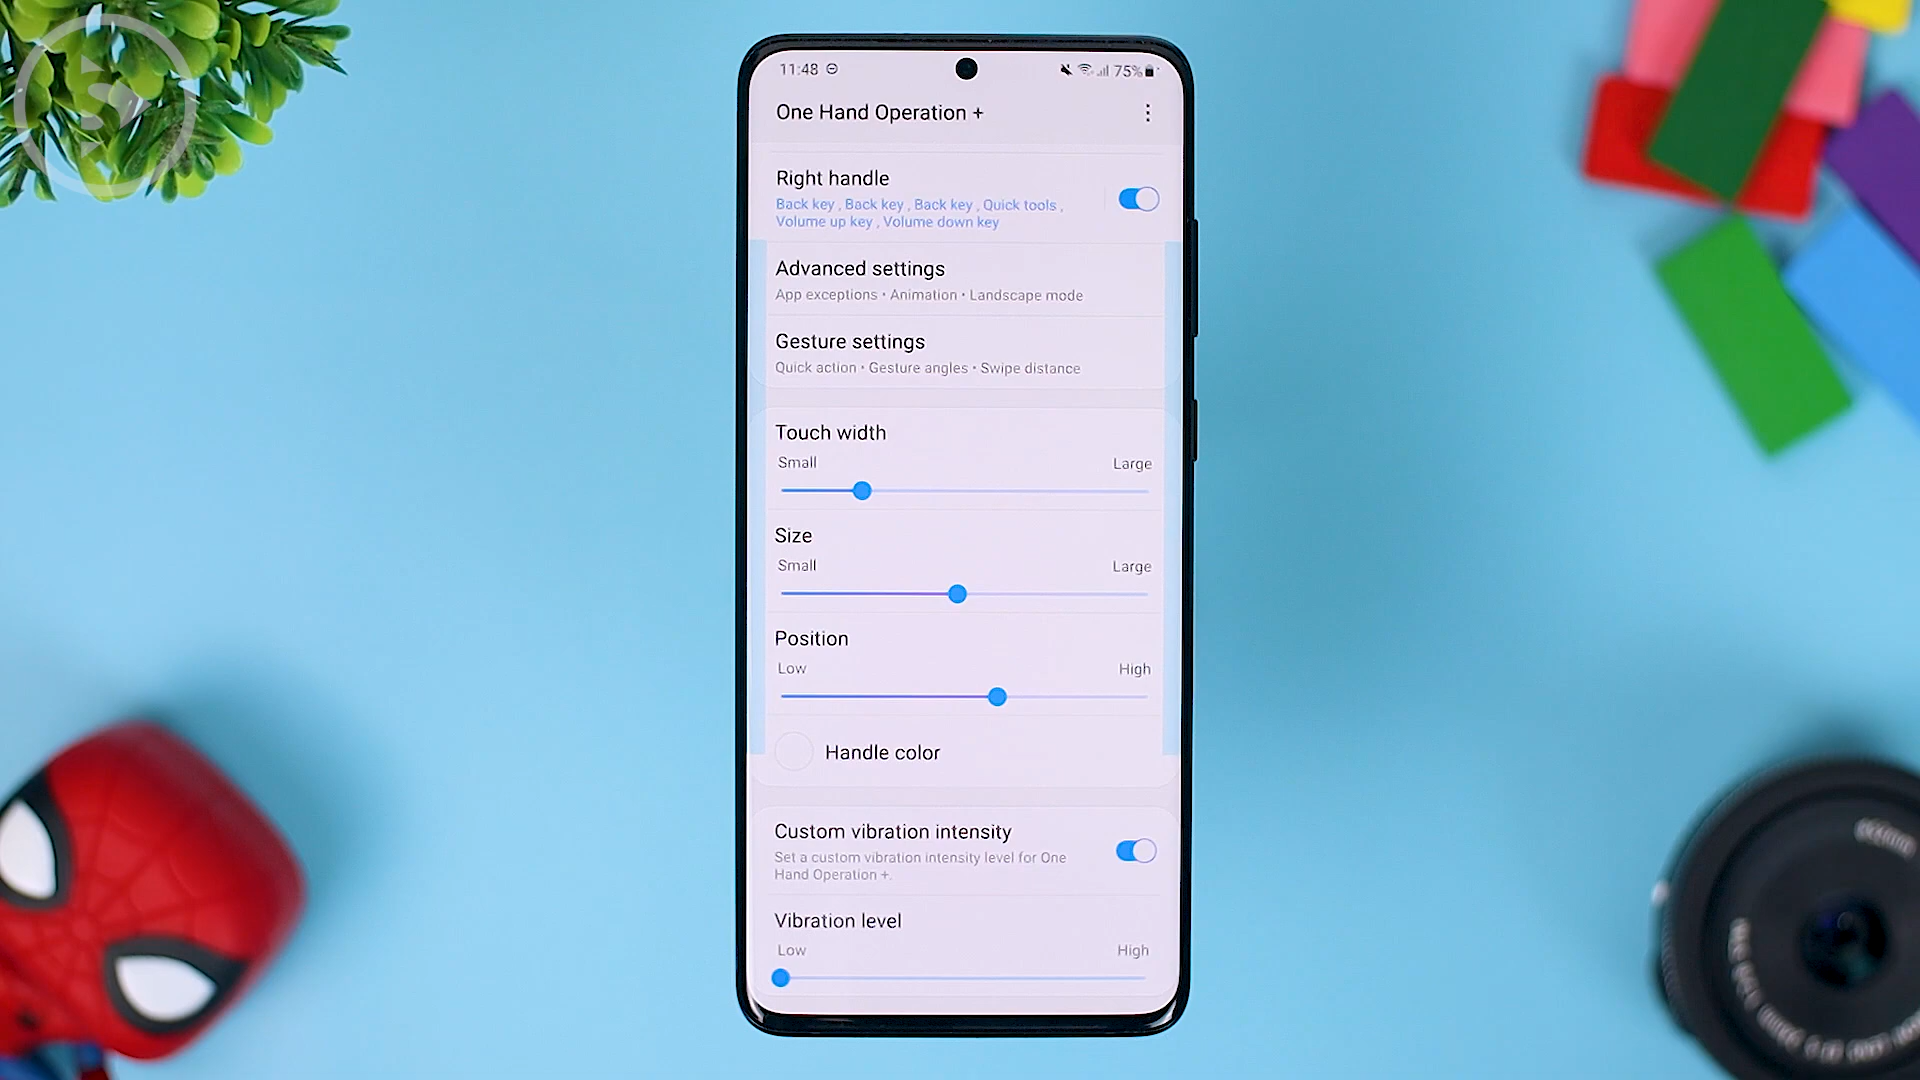 11:48
75%
One Hand Operation +
Right handle
Back key , Back key , Back key , Quick tools ,
Volume up key , Volume down key
Advanced settings
App exceptions • Animation • Landscape mode
Gesture settings
Quick action • Gesture angles • Swipe distance
Touch width
Small Large
Size
Small Large
Position
Low High
Handle color
Custom vibration intensity
Set a custom vibration intensity level for One
Hand Operation +.
Vibration level
Low High